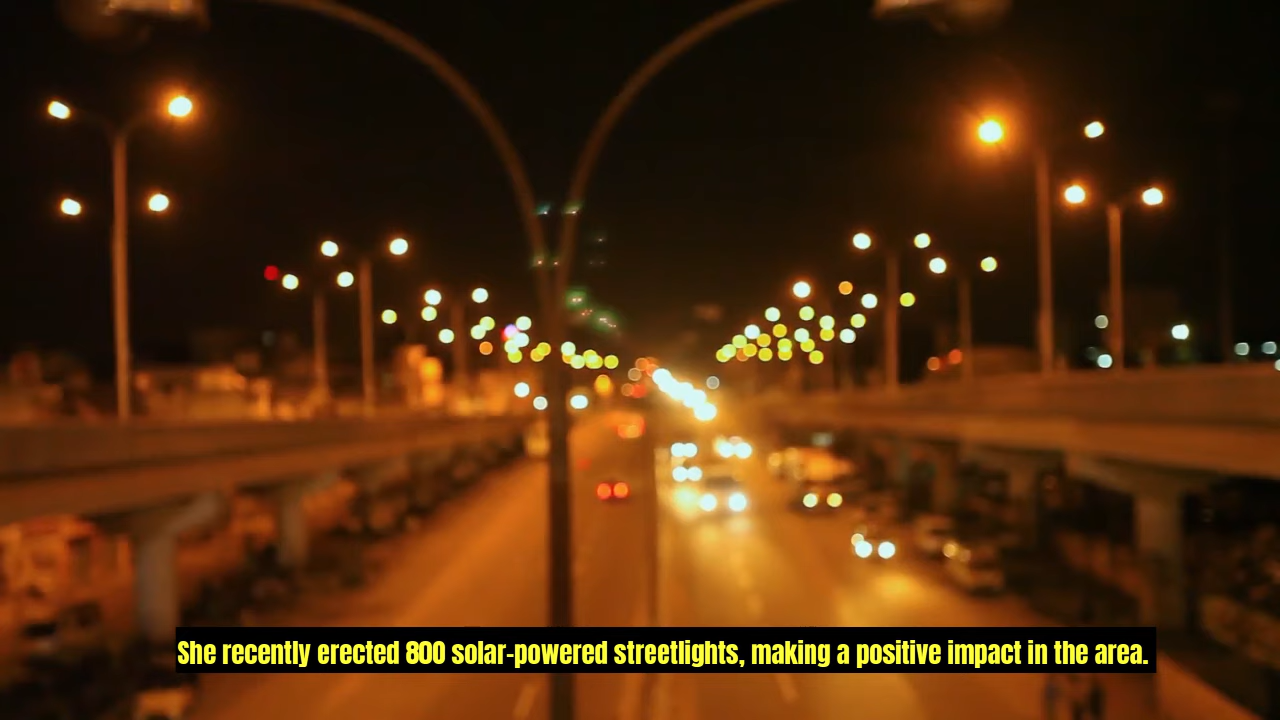 She recently erected 800 solar-powered streetlights, making a positive impact in the area.